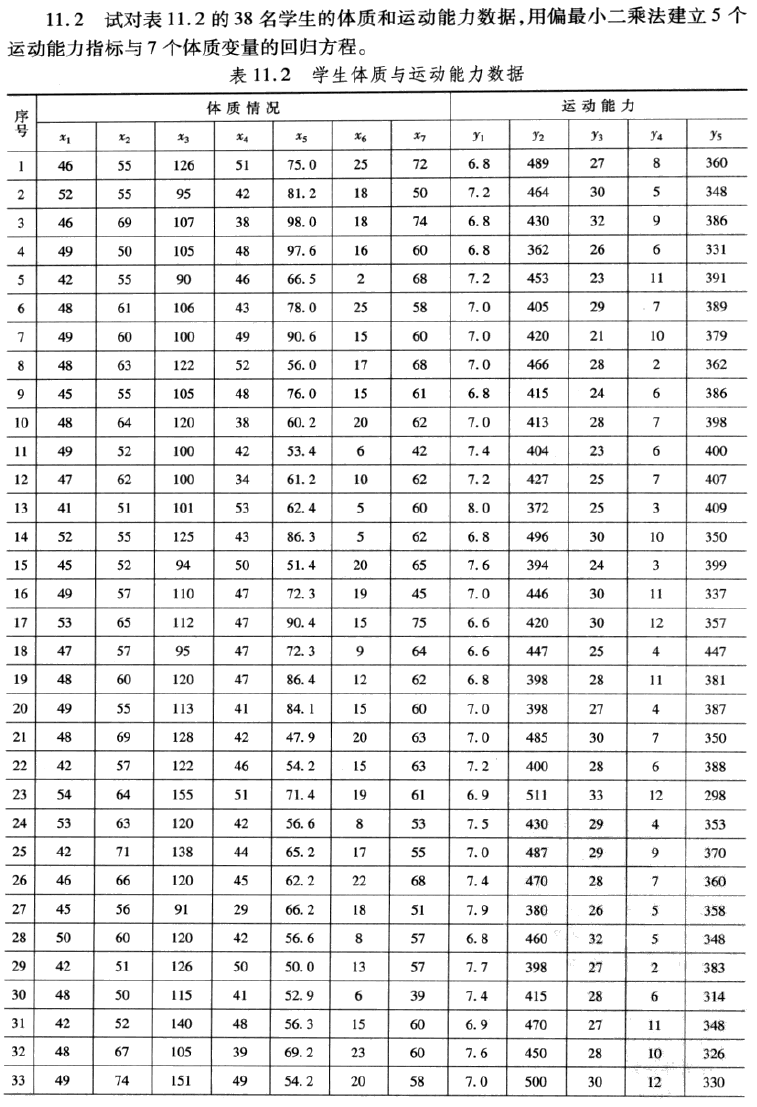 11.2 试对表11.2的38名学生的体质和运动能力数据,用偏最小二乘法建立5个
运动能力指标与7个体质变量的回归方程。
表11.2 学生体质与运动能力数据
序号 体质情况 运动能力
x₁ x₂ x₃ x₄ x₅ x₆ x₇ y₁ y₂ y₃ y₄ y₅
1 46 55 126 51 75.0 25 72 6.8 489 27 8 360
2 52 55 95 42 81.2 18 50 7.2 464 30 5 348
3 46 69 107 38 98.0 18 74 6.8 430 32 9 386
4 49 50 105 48 97.6 16 60 6.8 362 26 6 331
5 42 55 90 46 66.5 2 68 7.2 453 23 11 391
6 48 61 106 43 78.0 25 58 7.0 405 29 7 389
7 49 60 100 49 90.6 15 60 7.0 420 21 10 379
8 48 63 122 52 56.0 17 68 7.0 466 28 2 362
9 45 55 105 48 76.0 15 61 6.8 415 24 6 386
10 48 64 120 38 60.2 20 62 7.0 413 28 7 398
11 49 52 100 42 53.4 6 42 7.4 404 23 6 400
12 47 62 100 34 61.2 10 62 7.2 427 25 7 407
13 41 51 101 53 62.4 5 60 8.0 372 25 3 409
14 52 55 125 43 86.3 5 62 6.8 496 30 10 350
15 45 52 94 50 51.4 20 65 7.6 394 24 3 399
16 49 57 110 47 72.3 19 45 7.0 446 30 11 337
17 53 65 112 47 90.4 15 75 6.6 420 30 12 357
18 47 57 95 47 72.3 9 64 6.6 447 25 4 447
19 48 60 120 47 86.4 12 62 6.8 398 28 11 381
20 49 55 113 41 84.1 15 60 7.0 398 27 4 387
21 48 69 128 42 47.9 20 63 7.0 485 30 7 350
22 42 57 122 46 54.2 15 63 7.2 400 28 6 388
23 54 64 155 51 71.4 19 61 6.9 511 33 12 298
24 53 63 120 42 56.6 8 53 7.5 430 29 4 353
25 42 71 138 44 65.2 17 55 7.0 487 29 9 370
26 46 66 120 45 62.2 22 68 7.4 470 28 7 360
27 45 56 91 29 66.2 18 51 7.9 380 26 5 358
28 50 60 120 42 56.6 8 57 6.8 460 32 5 348
29 42 51 126 50 50.0 13 57 7.7 398 27 2 383
30 48 50 115 41 52.9 6 39 7.4 415 28 6 314
31 42 52 140 48 56.3 15 60 6.9 470 27 11 348
32 48 67 105 39 69.2 23 60 7.6 450 28 10 326
33 49 74 151 49 54.2 20 58 7.0 500 30 12 330